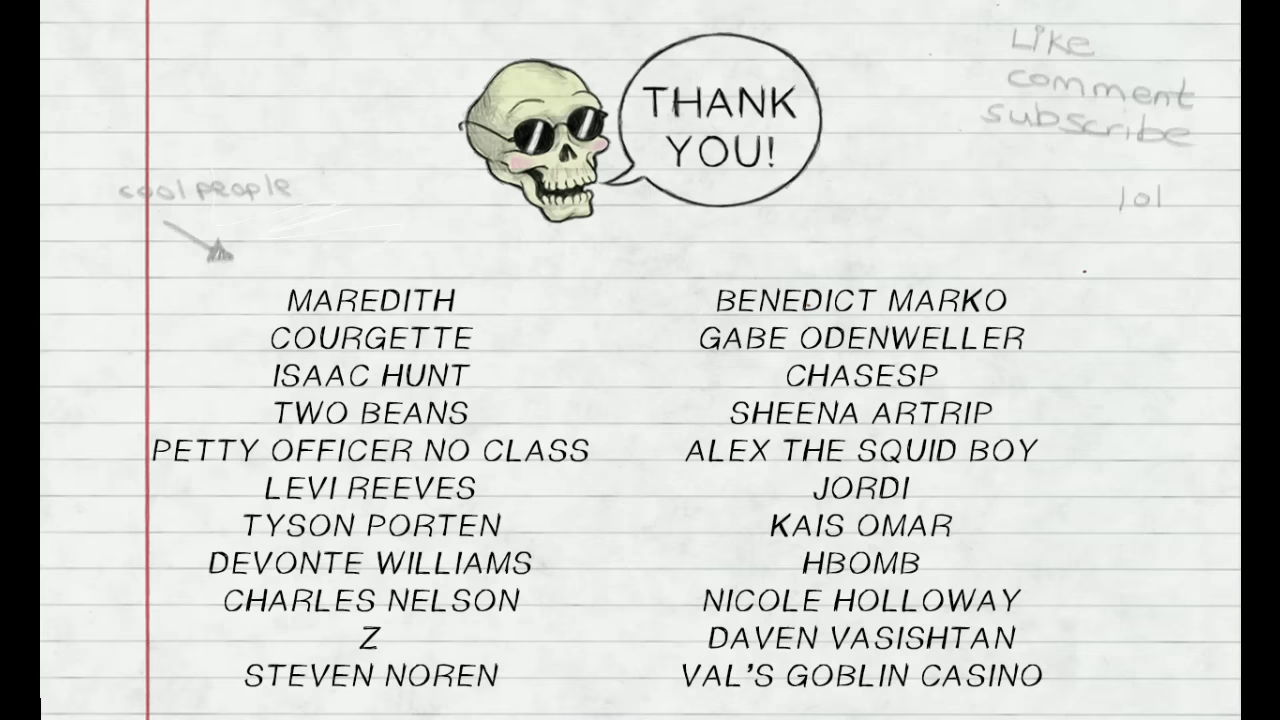 THANK
YOU!
Like
comment
subscribe
lol
cool people
MAREDITH
COURGETTE
ISAAC HUNT
TWO BEANS
PETTY OFFICER NO CLASS
LEVI REEVES
TYSON PORTEN
DEVONTE WILLIAMS
CHARLES NELSON
Z
STEVEN NOREN
BENEDICT MARKO
GABE ODENWELLER
CHASESP
SHEENA ARTRIP
ALEX THE SQUID BOY
JORDI
KAIS OMAR
HBOMB
NICOLE HOLLOWAY
DAVEN VASISHTAN
VAL'S GOBLIN CASINO